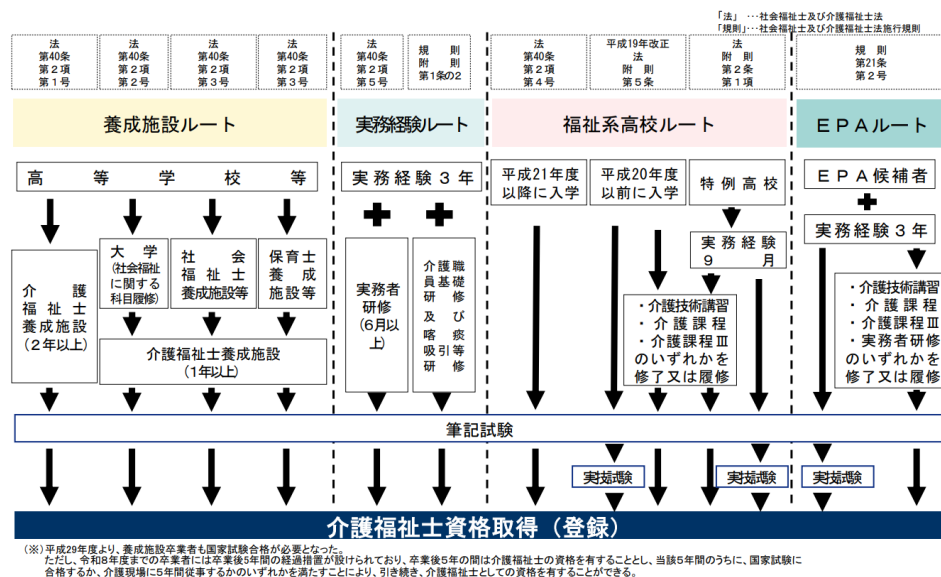 「法」 …社会福祉士及び介護福祉士法
「規則」…社会福祉士及び介護福祉士法施行規則
法
第40条
第２項
第１号
法
第40条
第２項
第２号
法
第40条
第２項
第３号
法
第40条
第２項
第３号
法
第40条
第２項
第５号
規 則
附 則
第１条の２
法
第40条
第２項
第４号
平成19年改正
法
附 則
第５条
法
附 則
第２条
第１項
規 則
第21条
第２号
養成施設ルート
実務経験ルート
福祉系高校ルート
ＥＰＡルート
高 等 学 校 等
実務経験３年
平成21年度
以降に入学
平成20年度
以前に入学
特例高校
ＥＰＡ候補者
実務経験３年
介 護
福祉士
養成施設
（２年以上）
大学
（社会福祉
に関する
科目履修）
社 会
福祉士
養成施設等
保育士
養 成
施設等
介護福祉士養成施設
（１年以上）
実務者
研修
（６月以
上）
介護職
員基礎
研 修
及 び
喀 痰
吸引等
研 修
実務経験
９ 月
・介護技術講習
・介護課程
・介護課程Ⅲ
のいずれかを
修了又は履修
・介護技術講習
・介護課程
・介護課程Ⅲ
・実務者研修
のいずれかを
修了又は履修
筆記試験
実技試験
実技試験
実技試験
介護福祉士資格取得（登録）
（※）平成29年度より、養成施設卒業者も国家試験合格が必要となった。
ただし、令和８年度までの卒業者には卒業後５年間の経過措置が設けられており、卒業後５年の間は介護福祉士の資格を有することとし、当該５年間のうちに、国家試験に
合格するか、介護現場に５年間従事するかのいずれかを満たすことにより、引き続き、介護福祉士としての資格を有することができる。